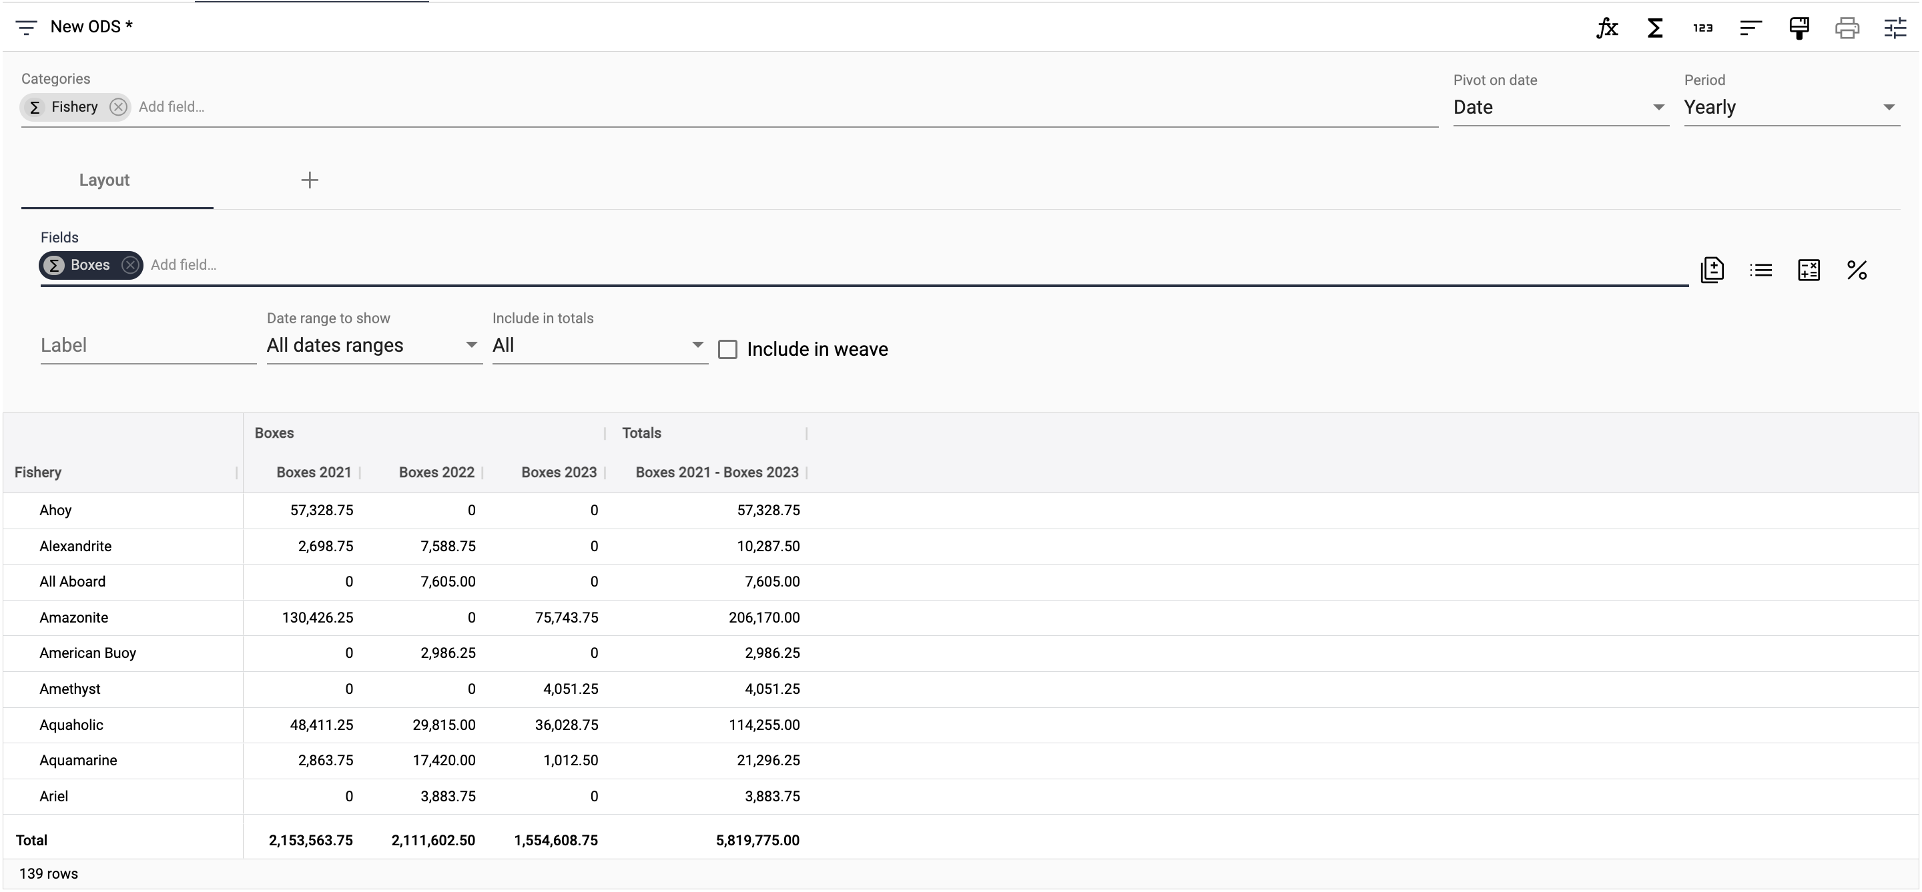 New ODS *
123
Categories
Fishery Add field...
Pivot on date
Date
Period
Yearly
Layout
Fields
Boxes Add field...
Label
Date range to show
All dates ranges
Include in totals
All
Include in weave
Boxes Totals
Fishery Boxes 2021 Boxes 2022 Boxes 2023 Boxes 2021 - Boxes 2023
Ahoy 57,328.75 0 0 57,328.75
Alexandrite 2,698.75 7,588.75 0 10,287.50
All Aboard 0 7,605.00 0 7,605.00
Amazonite 130,426.25 0 75,743.75 206,170.00
American Buoy 0 2,986.25 0 2,986.25
Amethyst 0 0 4,051.25 4,051.25
Aquaholic 48,411.25 29,815.00 36,028.75 114,255.00
Aquamarine 2,863.75 17,420.00 1,012.50 21,296.25
Ariel 0 3,883.75 0 3,883.75
Total 2,153,563.75 2,111,602.50 1,554,608.75 5,819,775.00
139 rows